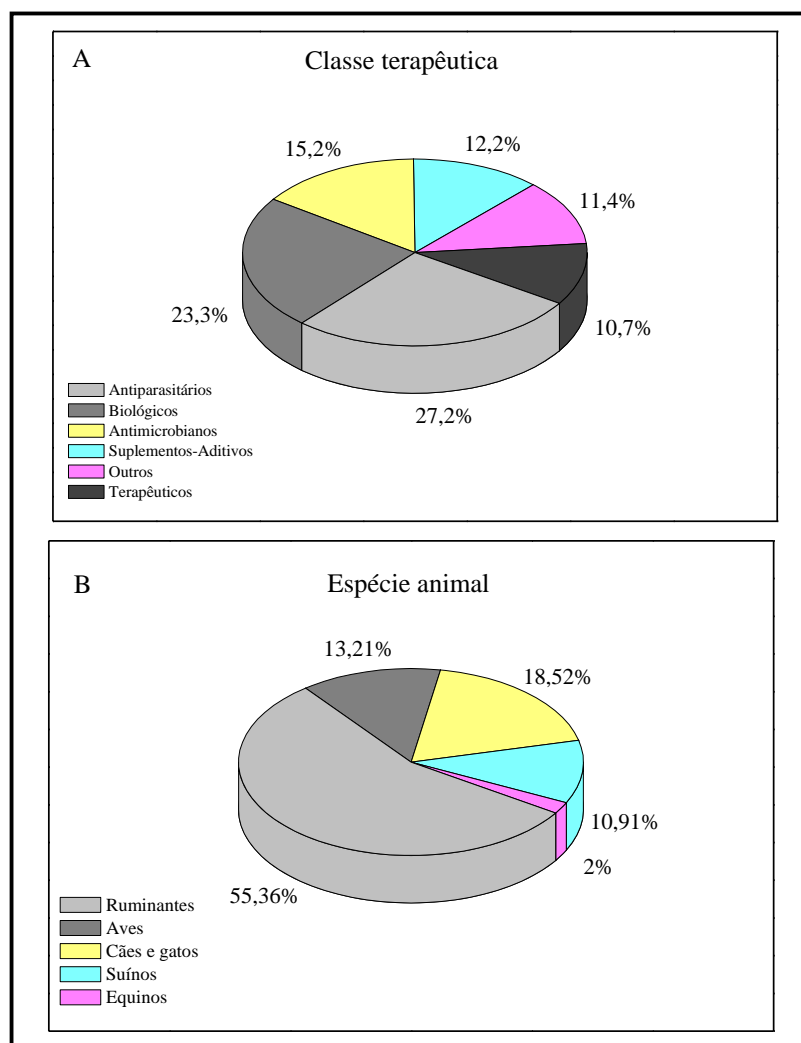 A
Classe terapêutica
15,2%
12,2%
11,4%
23,3%
10,7%
27,2%
Antiparasitários
Biológicos
Antimicrobianos
Suplementos-Aditivos
Outros
Terapêuticos
B
Espécie animal
13,21%
18,52%
10,91%
2%
55,36%
Ruminantes
Aves
Cães e gatos
Suínos
Equinos